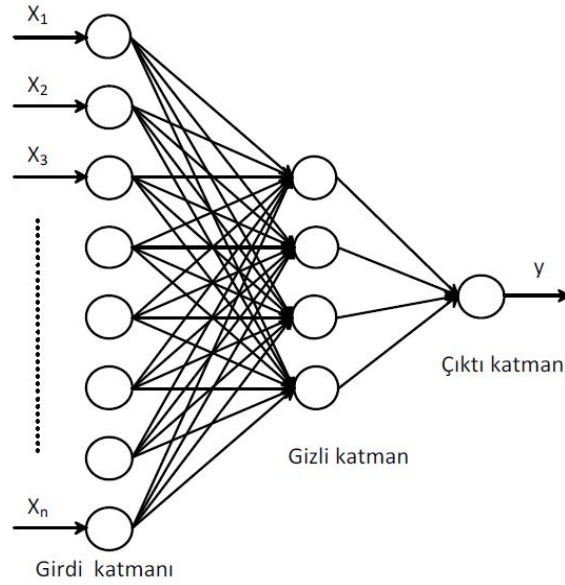 X1
X2
X3
y
Çıktı katman
Gizli katman
Xn
Girdi katmanı